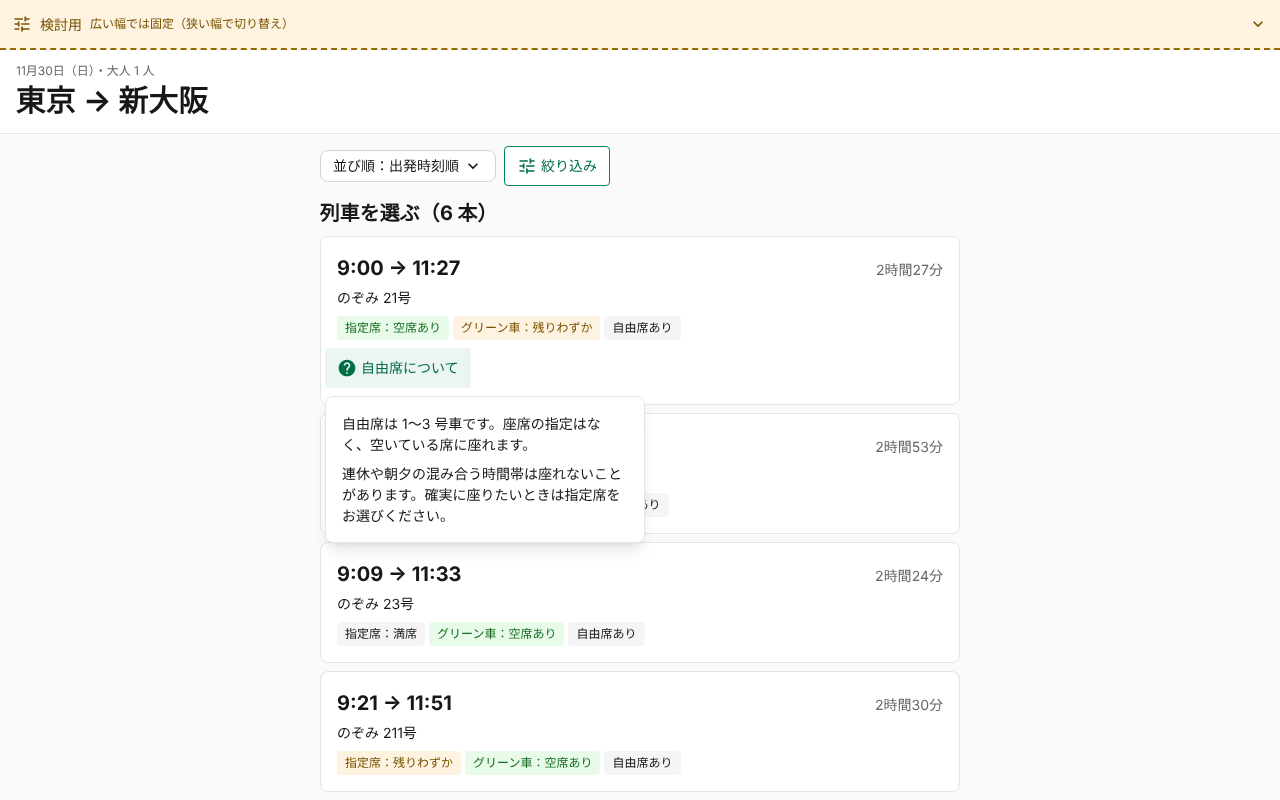 検討用 広い幅では固定（狭い幅で切り替え）
11月30日（日）・大人 1 人
東京 → 新大阪
並び順：出発時刻順
絞り込み
列車を選ぶ（6 本）
9:00 → 11:27
2時間27分
のぞみ 21号
指定席：空席あり グリーン車：残りわずか 自由席あり
自由席について
自由席は 1〜3 号車です。座席の指定はな
く、空いている席に座れます。
連休や朝夕の混み合う時間帯は座れないこと
があります。確実に座りたいときは指定席を
お選びください。
2時間53分
あり
9:09 → 11:33
2時間24分
のぞみ 23号
指定席：満席 グリーン車：空席あり 自由席あり
9:21 → 11:51
2時間30分
のぞみ 211号
指定席：残りわずか グリーン車：空席あり 自由席あり